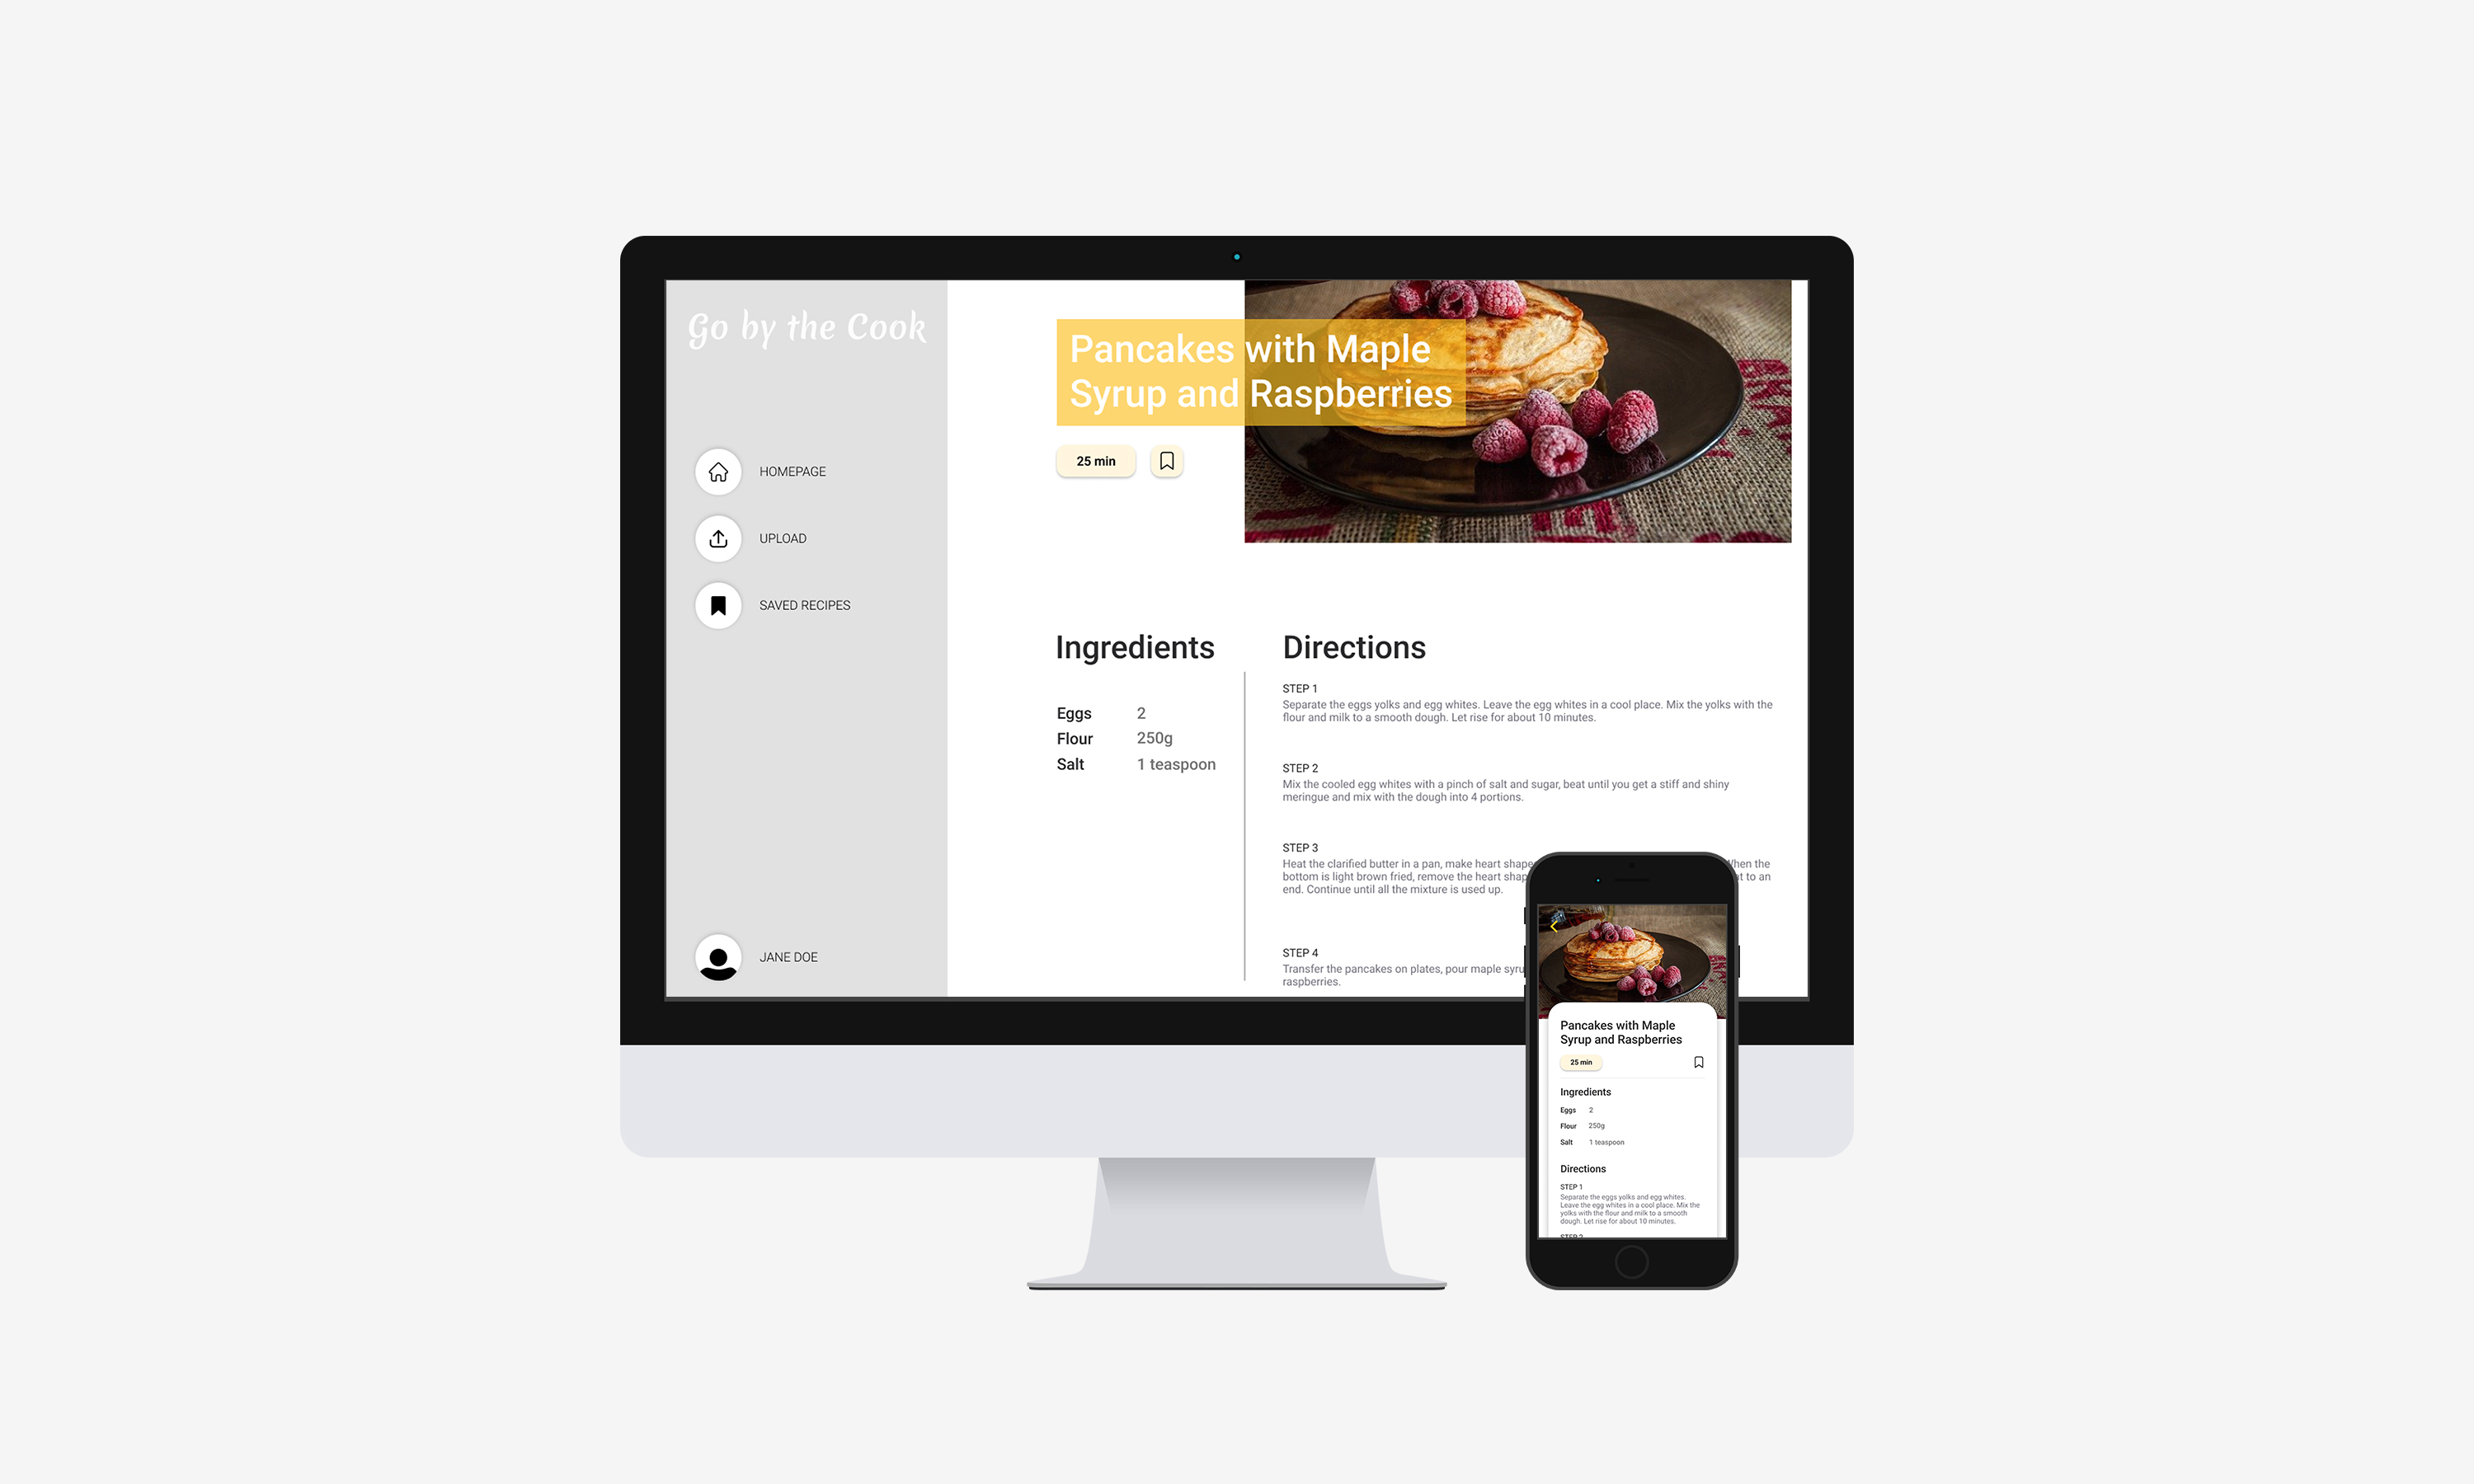 Go by the Cook
HOMEPAGE
UPLOAD
SAVED RECIPES
JANE DOE
Pancakes with Maple
Syrup and Raspberries
25 min
Ingredients
Eggs 2
Flour 250g
Salt 1 teaspoon
Directions
STEP 1
Separate the eggs yolks and egg whites. Leave the egg whites in a cool place. Mix the yolks with the
flour and milk to a smooth dough. Let rise for about 10 minutes.
STEP 2
Mix the cooled egg whites with a pinch of salt and sugar, beat until you get a stiff and shiny
meringue and mix with the dough into 4 portions.
STEP 3
Heat the clarified butter in a pan, make heart When the
bottom is light brown fried, remove the heart to an
end. Continue until all the mixture is used up.
STEP 4
Transfer the pancakes on plates, pour maple
raspberries.
Pancakes with Maple
Syrup and Raspberries
25 min
Ingredients
Eggs 2
Flour 250g
Salt 1 teaspoon
Directions
STEP 1
Separate the eggs yolks and egg whites.
Leave the egg whites in a cool place. Mix the
yolks with the flour and milk to a smooth
dough. Let rise for about 10 minutes.
STEP 2